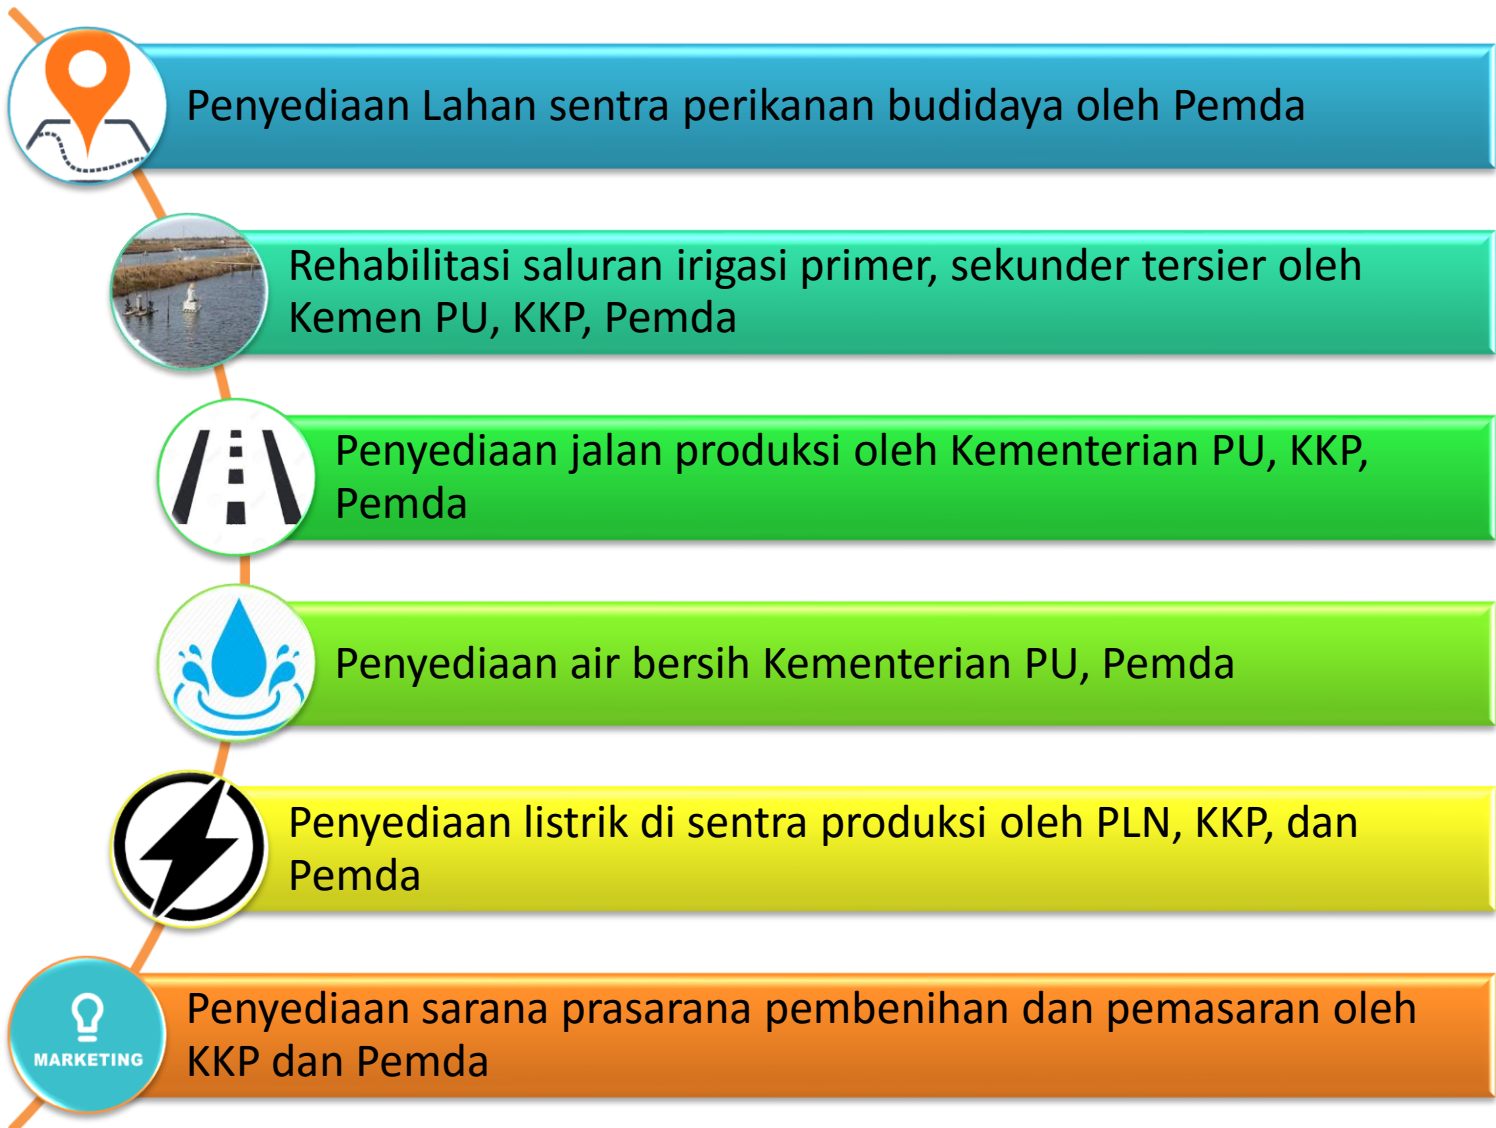 Penyediaan Lahan sentra perikanan budidaya oleh Pemda
Rehabilitasi saluran irigasi primer, sekunder tersier oleh
Kemen PU, KKP, Pemda
Penyediaan jalan produksi oleh Kementerian PU, KKP,
Pemda
Penyediaan air bersih Kementerian PU, Pemda
Penyediaan listrik di sentra produksi oleh PLN, KKP, dan
Pemda
MARKETING
Penyediaan sarana prasarana pembenihan dan pemasaran oleh
KKP dan Pemda